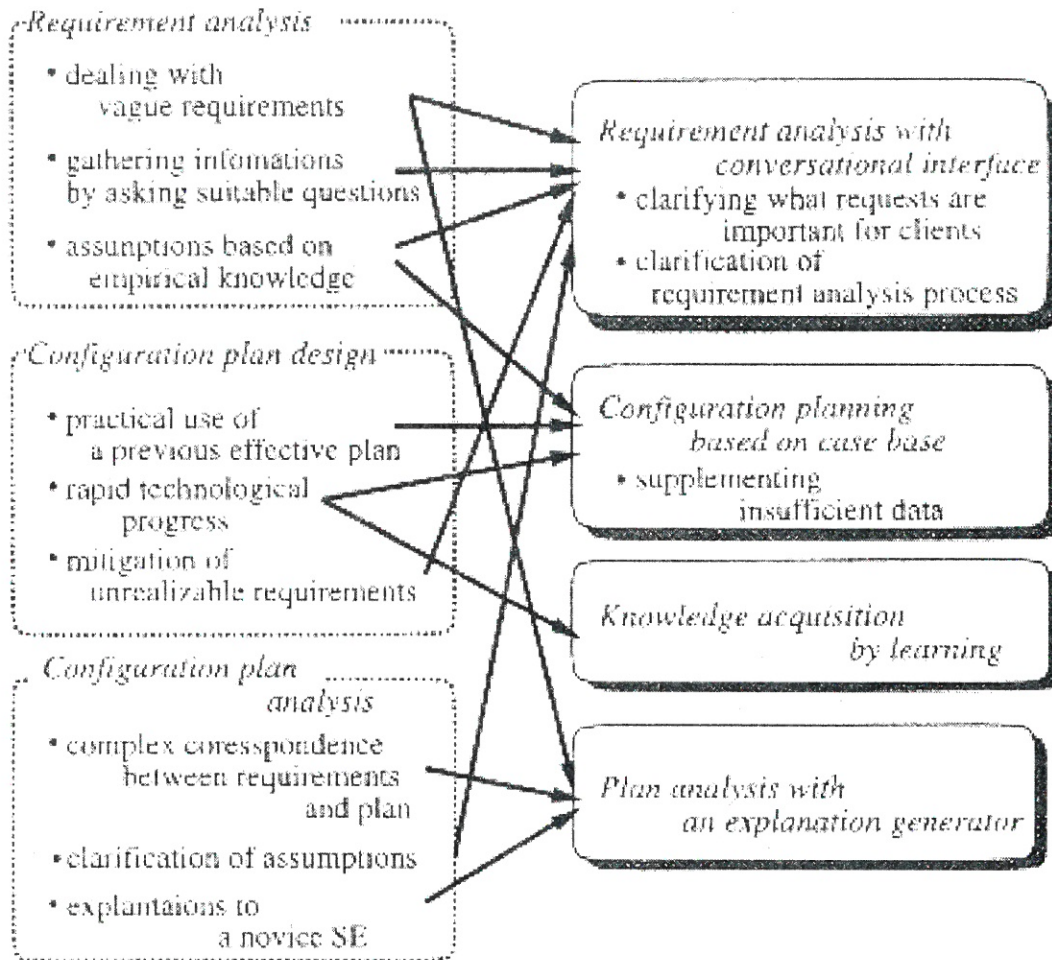 Requirement analysis
• dealing with
vague requirements
• gathering infomations
by asking suitable questions
• assumptions based on
empirical knowledge
Configuration plan design
• practical use of
a previous effective plan
• rapid technological
progress
• mitigation of
unrealizable requirements
Configuration plan
analysis
• complex coresspondence
between requirements
and plan
• clarification of assumptions
• explantaions to
a novice SE
Requirement analysis with
conversational interface
• clarifying what requests are
important for clients
• clarification of
requirement analysis process
Configuration planning
based on case base
• supplementing
insufficient data
Knowledge acquisition
by learning
Plan analysis with
an explanation generator